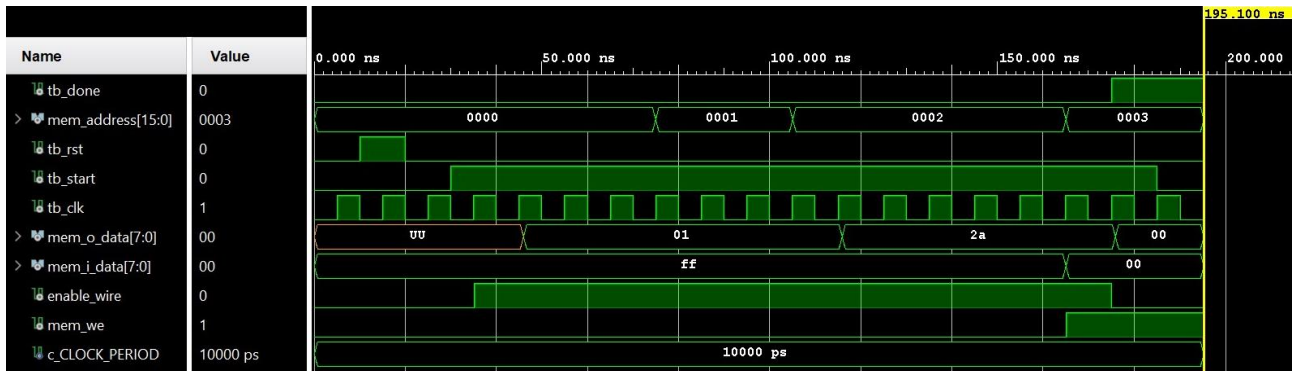 195.100 ns
Name Value 0.000 ns 50.000 ns 100.000 ns 150.000 ns 200.000
tb_done 0
> mem_address[15:0] 0003 0000 0001 0002 0003
tb_rst 0
tb_start 0
tb_clk 1
> mem_o_data[7:0] 00 UU 01 2a 00
> mem_i_data[7:0] 00 ff 00
enable_wire 0
mem_we 1
c_CLOCK_PERIOD 10000 ps 10000 ps